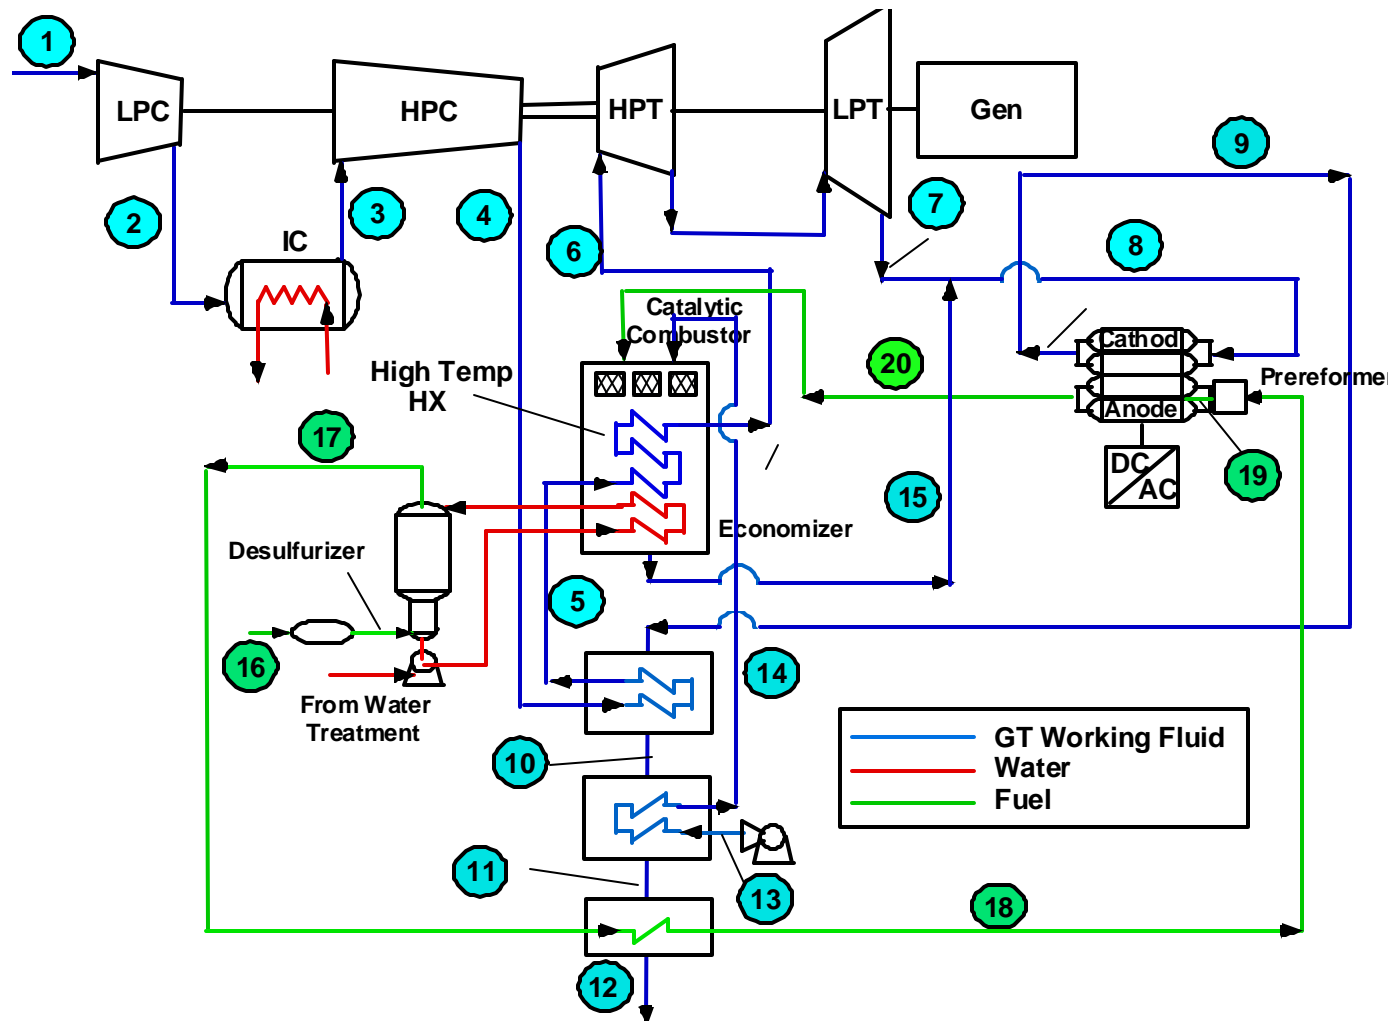 1
LPC
HPC
HPT
LPT
Gen
9
2
3
4
6
7
8
IC
Catalytic
Combustor
High Temp
HX
20
Cathod
Prereformer
Anode
DC
AC
19
17
15
Economizer
Desulfurizer
5
16
14
From Water
Treatment
10
GT Working Fluid
Water
Fuel
11
13
18
12